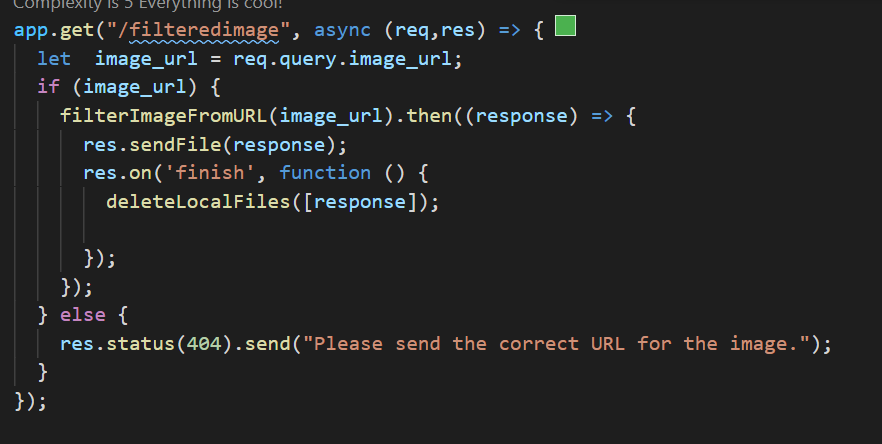 Complexity is 5 Everything is cool!
app.get("/filteredimage", async (req,res) => {
  let  image_url = req.query.image_url;
  if (image_url) {
    filterImageFromURL(image_url).then((response) => {
      res.sendFile(response);
      res.on('finish', function () {
        deleteLocalFiles([response]);

      });
    });
  } else {
    res.status(404).send("Please send the correct URL for the image.");
  }
});